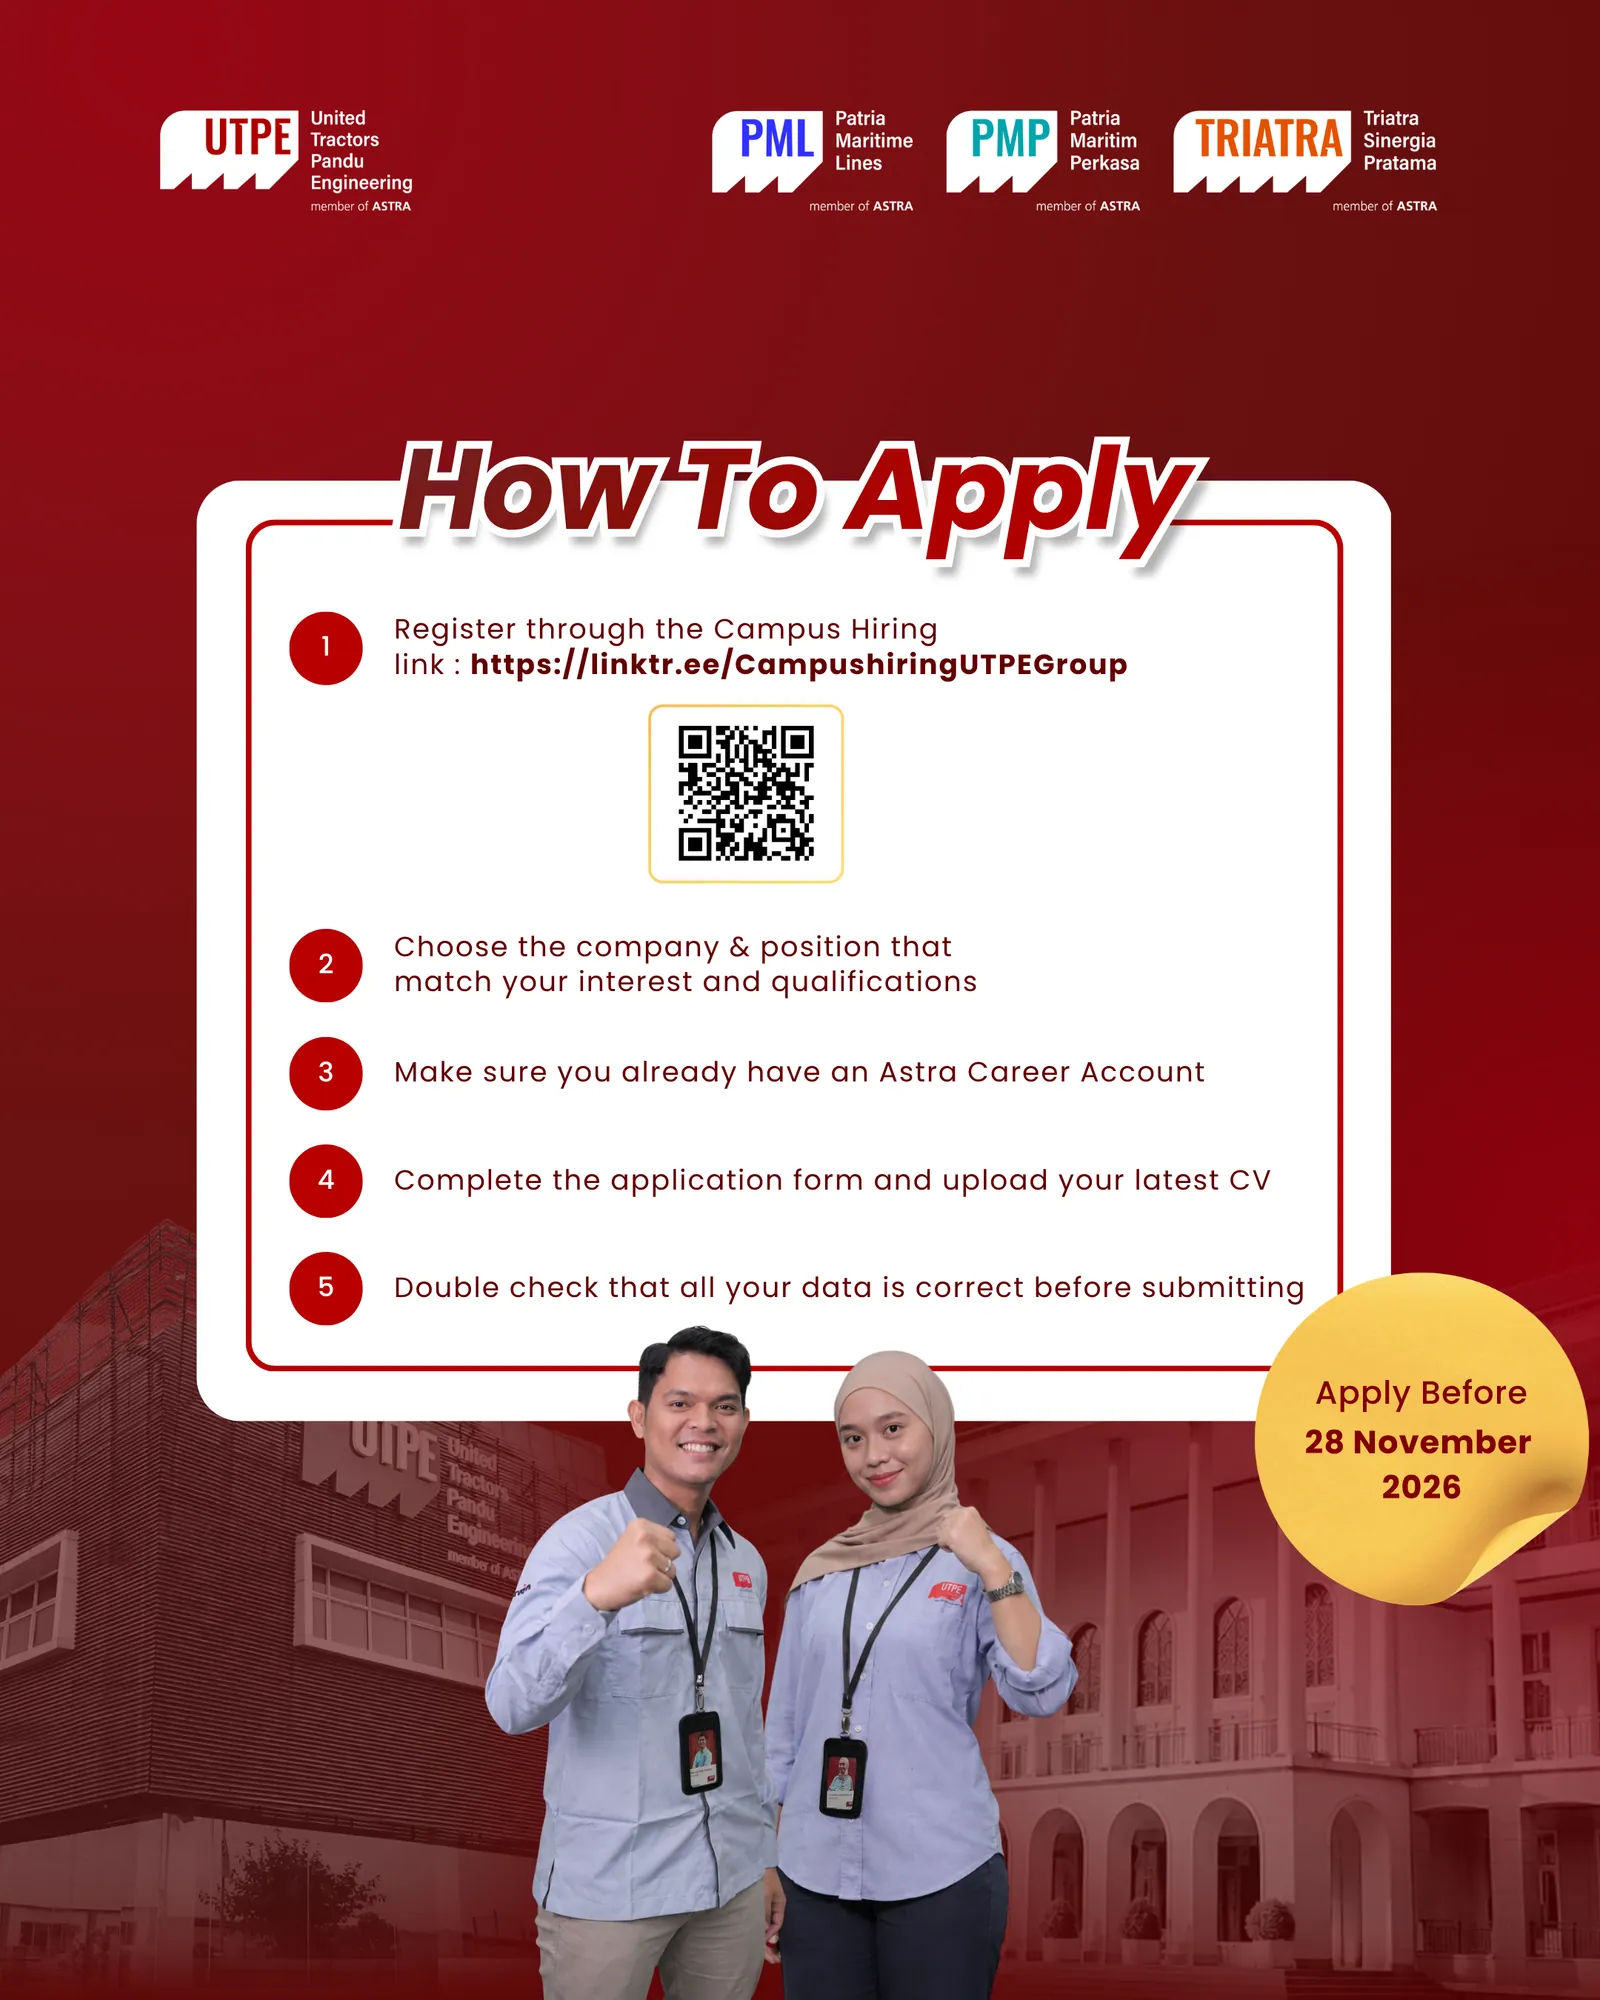 UTPE
United
Tractors
Pandu
Engineering
member of ASTRA
PML
Patria
Maritime
Lines
member of ASTRA
PMP
Patria
Maritim
Perkasa
member of ASTRA
TRIATRA
Triatra
Sinergia
Pratama
member of ASTRA
How To Apply
1
Register through the Campus Hiring
link : https://linktr.ee/CampushiringUTPEGroup
2
Choose the company & position that
match your interest and qualifications
3
Make sure you already have an Astra Career Account
4
Complete the application form and upload your latest CV
5
Double check that all your data is correct before submitting
Apply Before
28 November
2026
UTPE
United
Tractors
Pandu
Engineering
member of
UTPE
UTPE